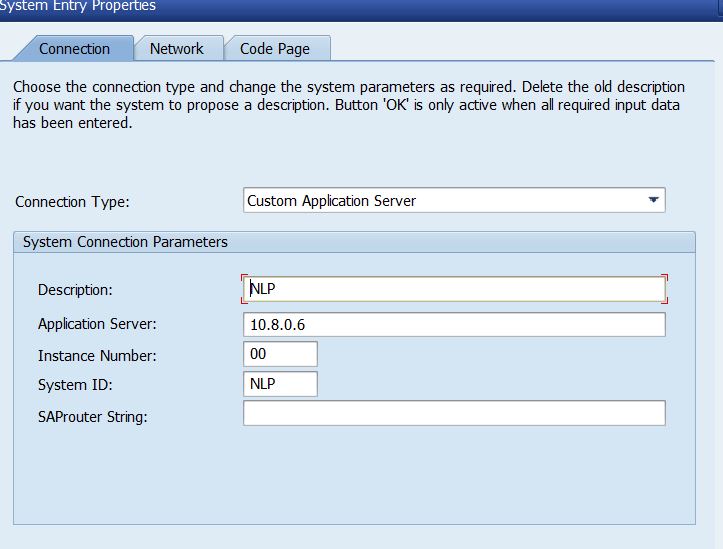 System Entry Properties
Connection Network Code Page
Choose the connection type and change the system parameters as required. Delete the old description
if you want the system to propose a description. Button 'OK' is only active when all required input data
has been entered.
Connection Type: Custom Application Server
System Connection Parameters
Description: NLP
Application Server: 10.8.0.6
Instance Number: 00
System ID: NLP
SAProuter String: